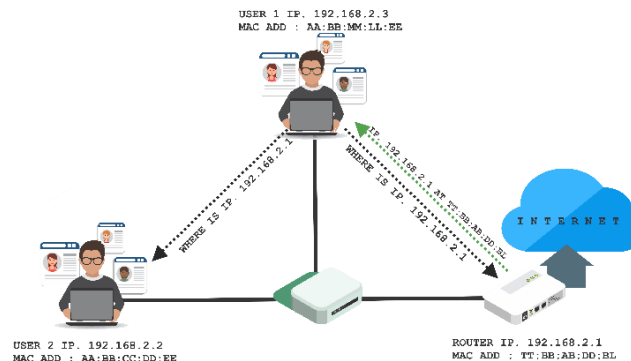 USER 1 IP. 192.168.2.3
MAC ADD : AA:BB:MM:LL:EE
WHERE IS IP. 192.168.2.1
WHERE IS IP. 192.168.2.1
IP. 192.168.2.1 AT TT;BB;AB;DD;BL
INTERNET
USER 2 IP. 192.168.2.2
MAC ADD : AA:BB:CC:DD:EE
ROUTER IP. 192.168.2.1
MAC ADD ; TT;BB;AB;DD;BL